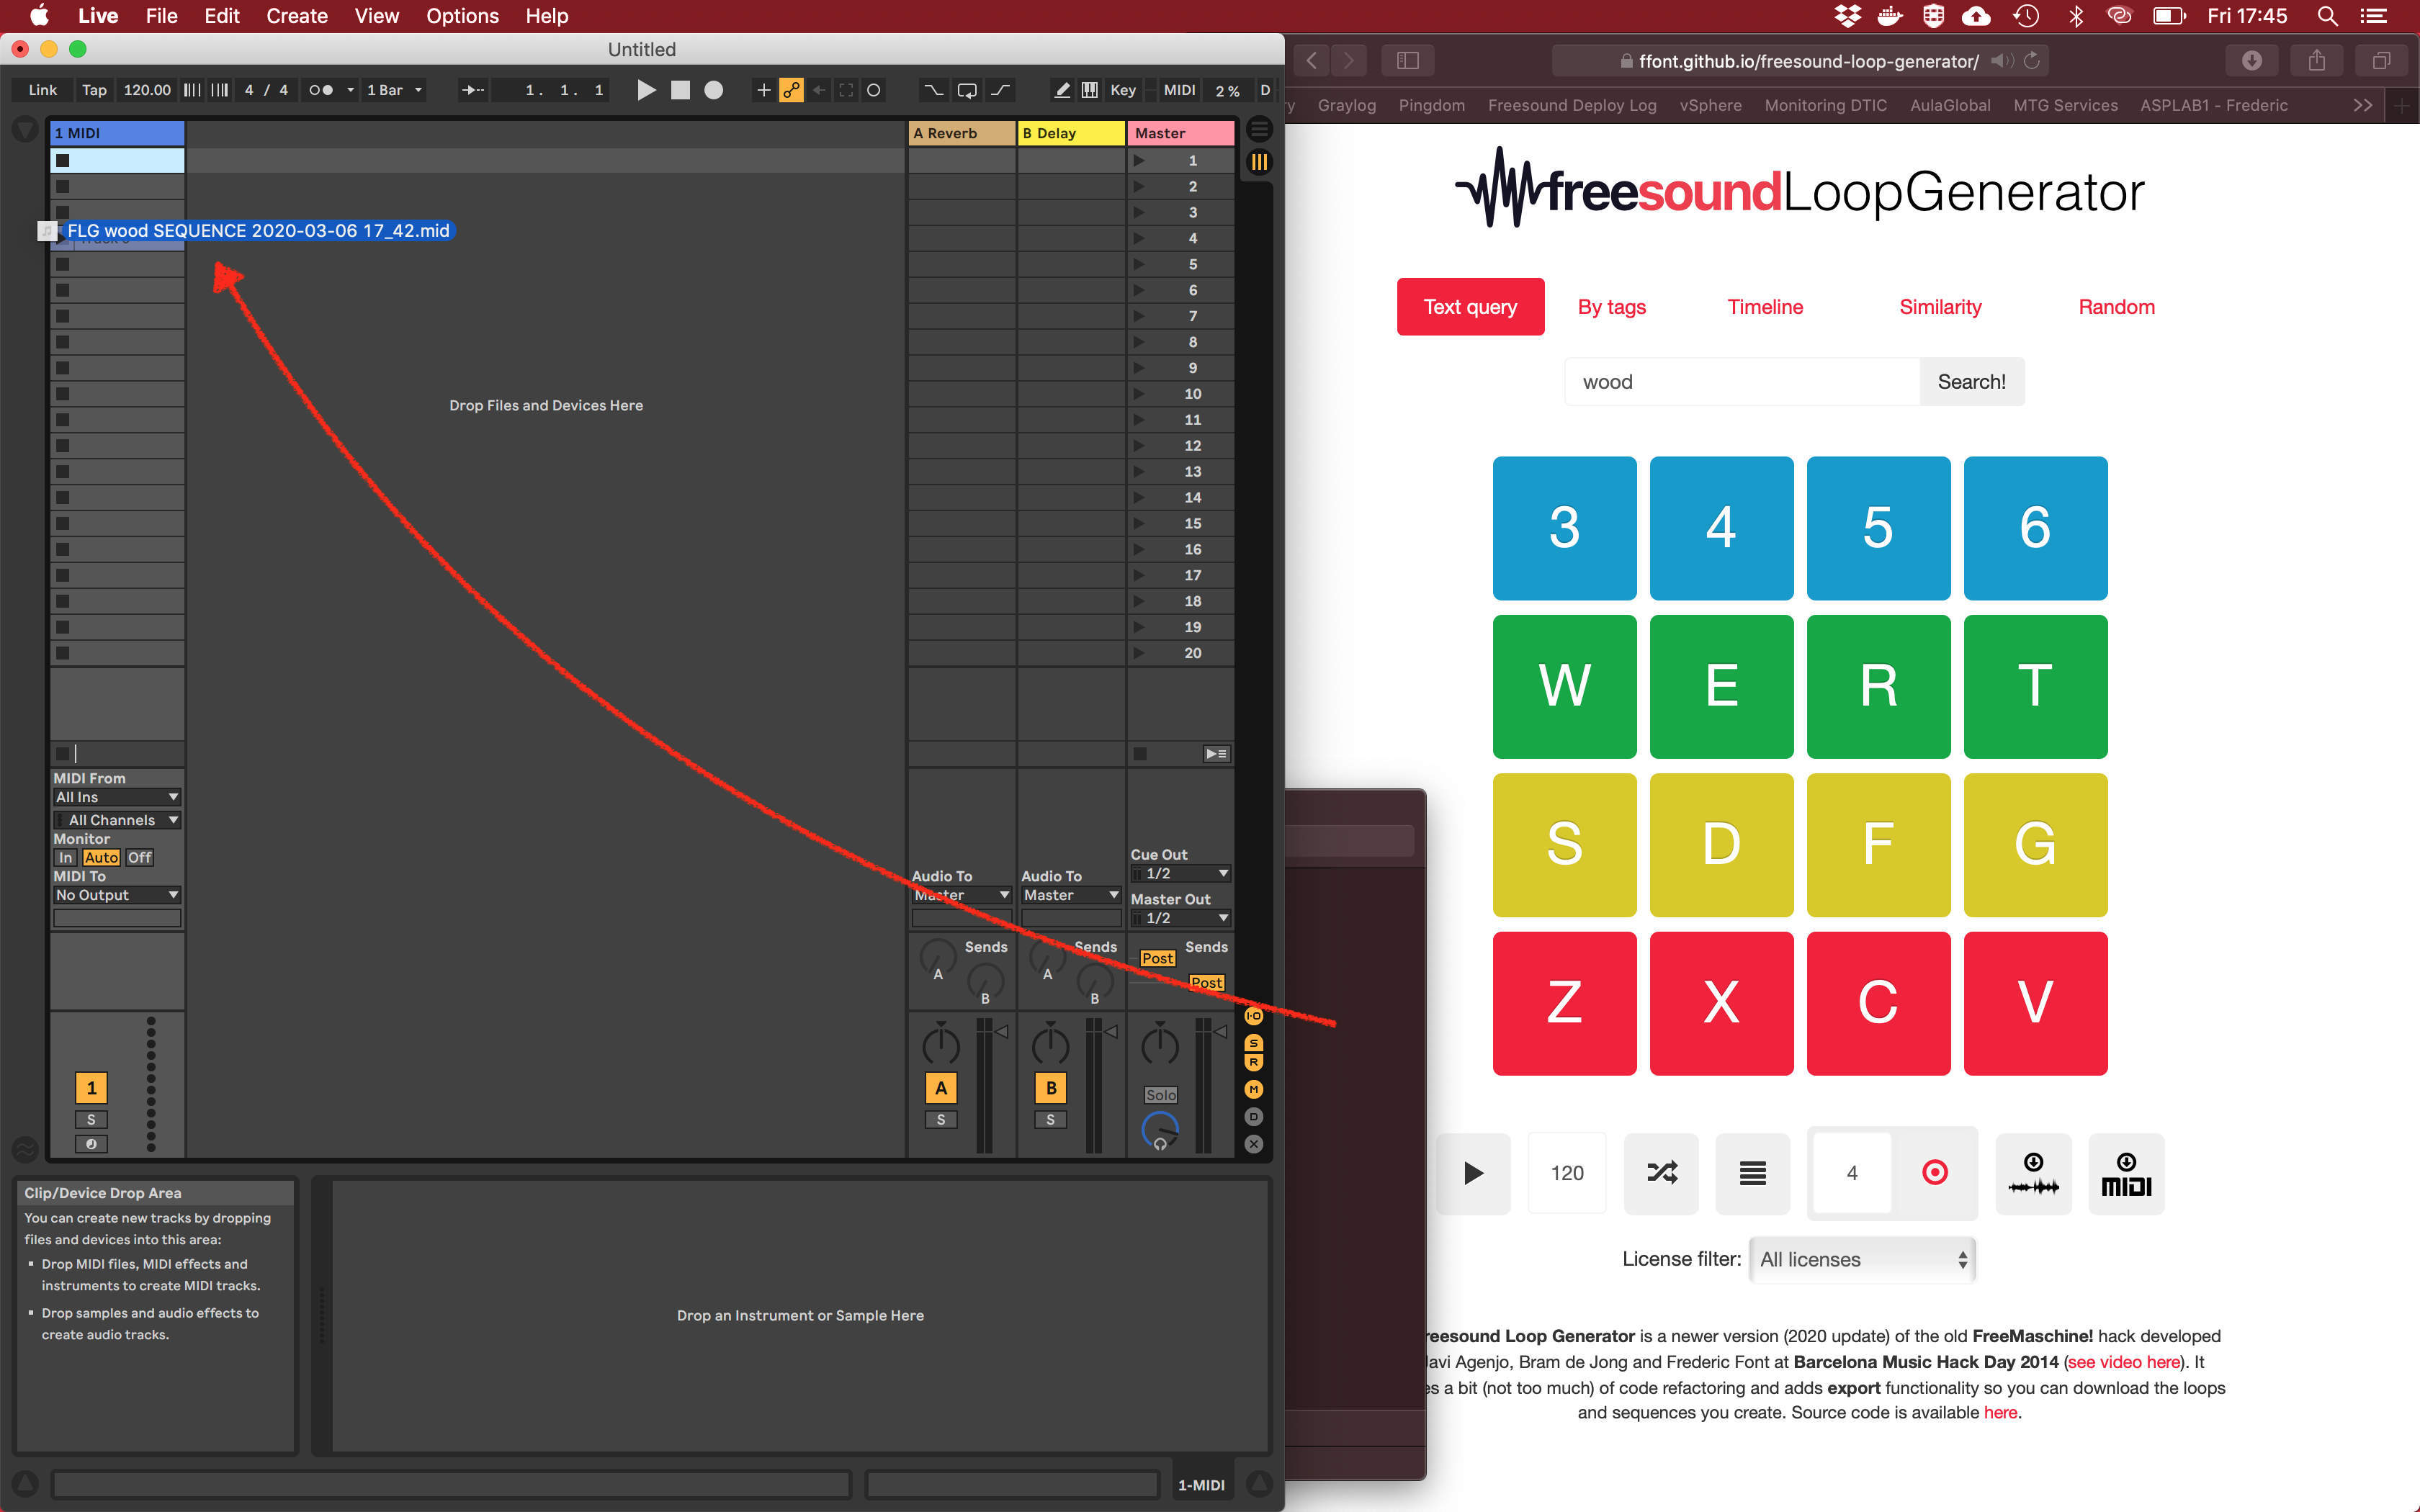 Live File Edit Create View Options Help
Fri 17:45
Untitled
Link Tap 120.00 4 / 4 1 Bar 1. 1. 1 Key MIDI 2 % D
1 MIDI
A Reverb B Delay Master
1
2
3
FLG wood SEQUENCE 2020-03-06 17_42.mid
4
5
6
7
8
Drop Files and Devices Here
9
10
11
12
13
14
15
16
17
18
19
20
MIDI From
All Ins
All Channels
Monitor
In Auto Off
MIDI To
No Output
Audio To
Master
Audio To
Master
Cue Out
1/2
Master Out
1/2
Sends
A
B
Sends
A
B
Sends
Post
Post
1
S
A
S
B
S
Solo
I·O
S
R
M
D
X
Clip/Device Drop Area
You can create new tracks by dropping
files and devices into this area:
▪ Drop MIDI files, MIDI effects and
instruments to create MIDI tracks.
▪ Drop samples and audio effects to
create audio tracks.
Drop an Instrument or Sample Here
1-MIDI
ffont.github.io/freesound-loop-generator/
y Graylog Pingdom Freesound Deploy Log vSphere Monitoring DTIC AulaGlobal MTG Services ASPLAB1 - Frederic
freesoundLoopGenerator
Text query By tags Timeline Similarity Random
wood Search!
3 4 5 6
W E R T
S D F G
Z X C V
120 4 MIDI
License filter: All licenses
reesound Loop Generator is a newer version (2020 update) of the old FreeMaschine! hack developed
Javi Agenjo, Bram de Jong and Frederic Font at Barcelona Music Hack Day 2014 (see video here). It
es a bit (not too much) of code refactoring and adds export functionality so you can download the loops
and sequences you create. Source code is available here.